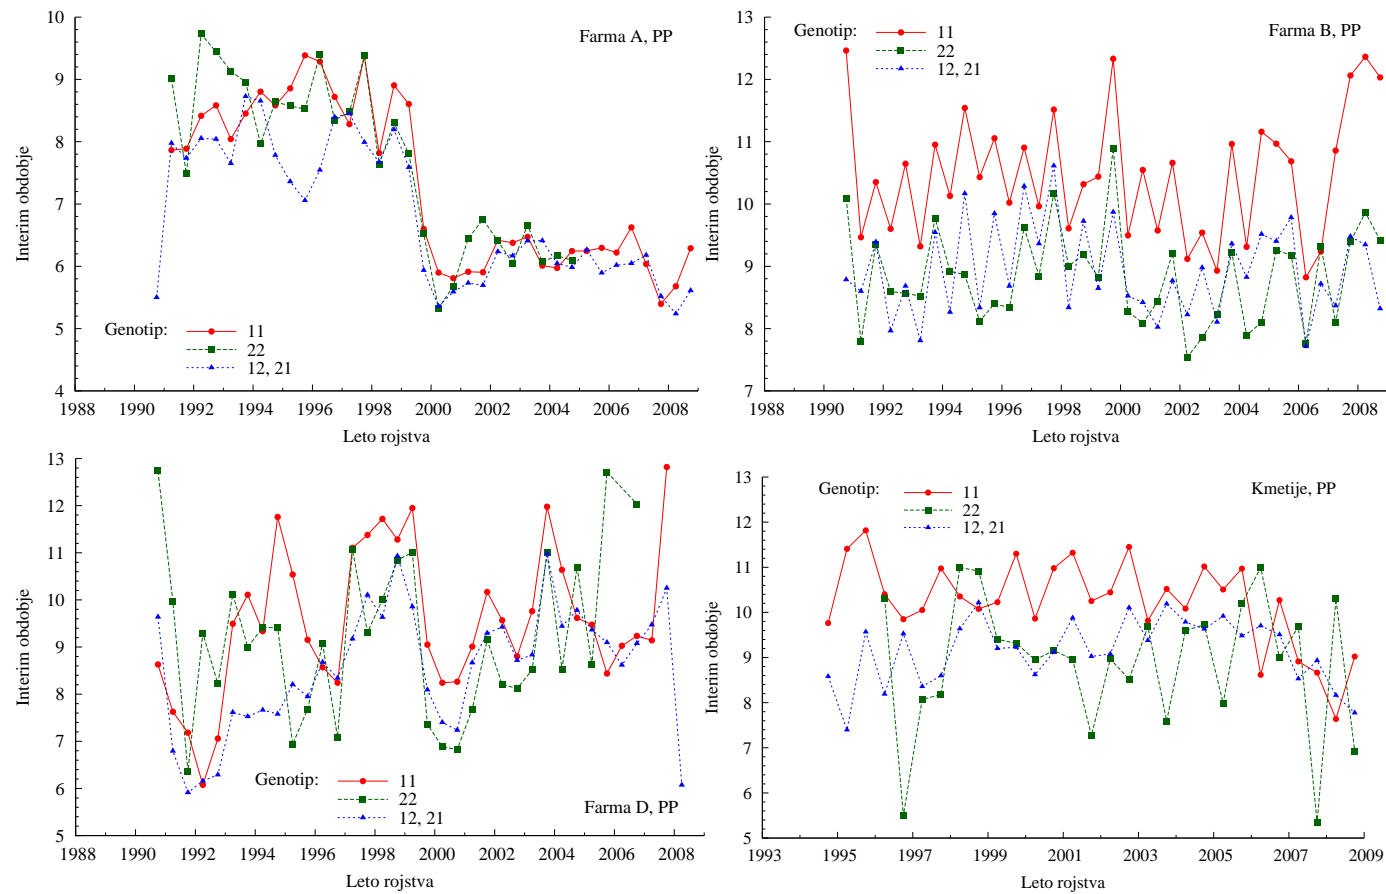 Farma A, PP
Interim obdobje
10
9
8
7
6
5
4
Genotip:
11
22
12, 21
1988 1990 1992 1994 1996 1998 2000 2002 2004 2006 2008
Leto rojstva
Genotip:
11
22
12, 21
Farma B, PP
Interim obdobje
13
12
11
10
9
8
7
1988 1990 1992 1994 1996 1998 2000 2002 2004 2006 2008
Leto rojstva
Interim obdobje
13
12
11
10
9
8
7
6
5
Genotip:
11
22
12, 21
Farma D, PP
1988 1990 1992 1994 1996 1998 2000 2002 2004 2006 2008
Leto rojstva
Genotip:
11
22
12, 21
Kmetije, PP
Interim obdobje
13
12
11
10
9
8
7
6
5
1993 1995 1997 1999 2001 2003 2005 2007 2009
Leto rojstva